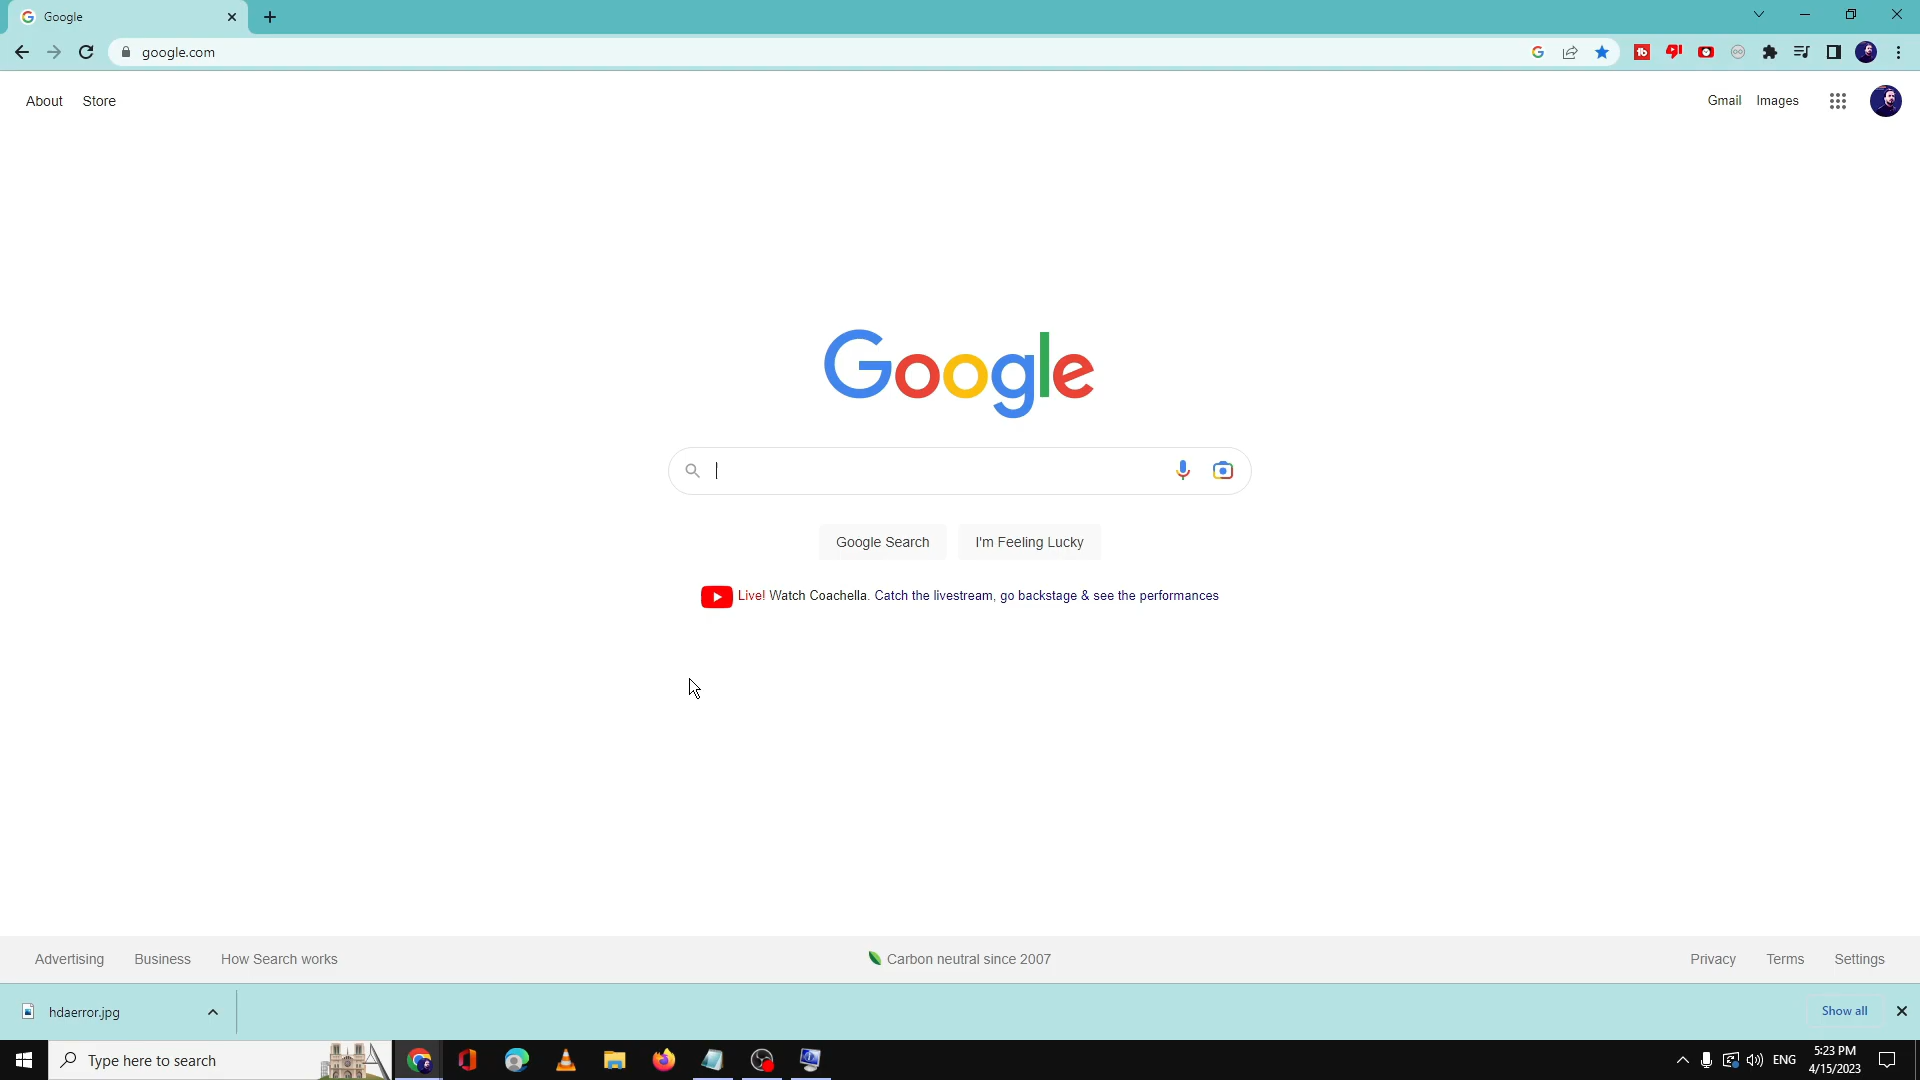 Google
google.com
About Store
Gmail Images
Google
Google Search I'm Feeling Lucky
Live! Watch Coachella. Catch the livestream, go backstage & see the performances
Advertising Business How Search works
Carbon neutral since 2007
Privacy Terms Settings
hdaerror.jpg
Show all
Type here to search
ENG
5:23 PM
4/15/2023